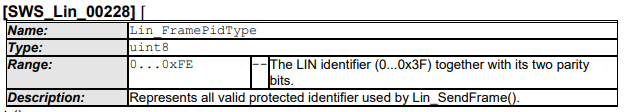 [SWS_Lin_00228] ⌈
Name: Lin_FramePidType
Type: uint8
Range: 0...0xFE -- The LIN identifier (0...0x3F) together with its two parity
bits.
Description: Represents all valid protected identifier used by Lin_SendFrame().